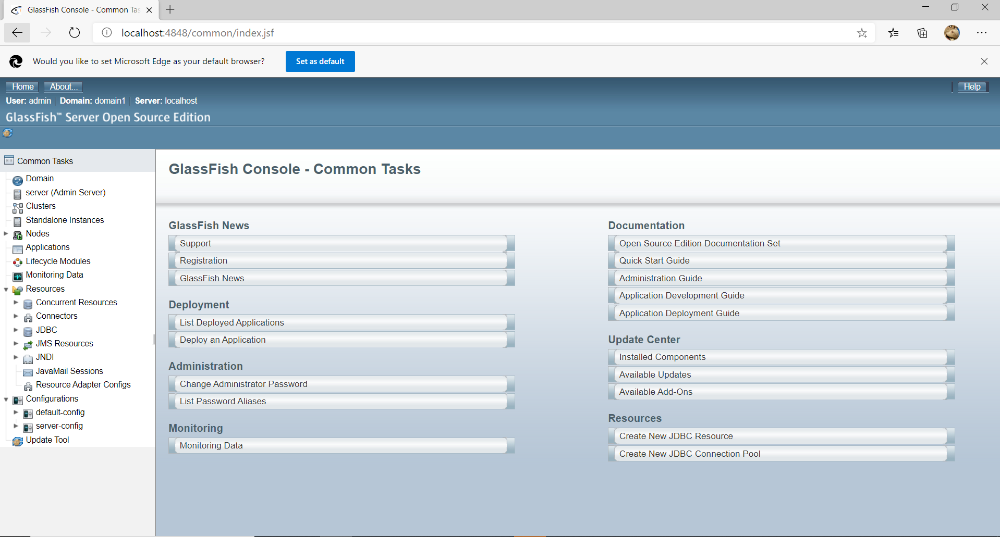 GlassFish Console - Common Tas
localhost:4848/common/index.jsf
Would you like to set Microsoft Edge as your default browser?
Set as default
Home
About...
Help
User: admin
Domain: domain1
Server: localhost
GlassFish™ Server Open Source Edition
Common Tasks
Domain
server (Admin Server)
Clusters
Standalone Instances
Nodes
Applications
Lifecycle Modules
Monitoring Data
Resources
Concurrent Resources
Connectors
JDBC
JMS Resources
JNDI
JavaMail Sessions
Resource Adapter Configs
Configurations
default-config
server-config
Update Tool
GlassFish Console - Common Tasks
GlassFish News
Support
Registration
GlassFish News
Deployment
List Deployed Applications
Deploy an Application
Administration
Change Administrator Password
List Password Aliases
Monitoring
Monitoring Data
Documentation
Open Source Edition Documentation Set
Quick Start Guide
Administration Guide
Application Development Guide
Application Deployment Guide
Update Center
Installed Components
Available Updates
Available Add-Ons
Resources
Create New JDBC Resource
Create New JDBC Connection Pool